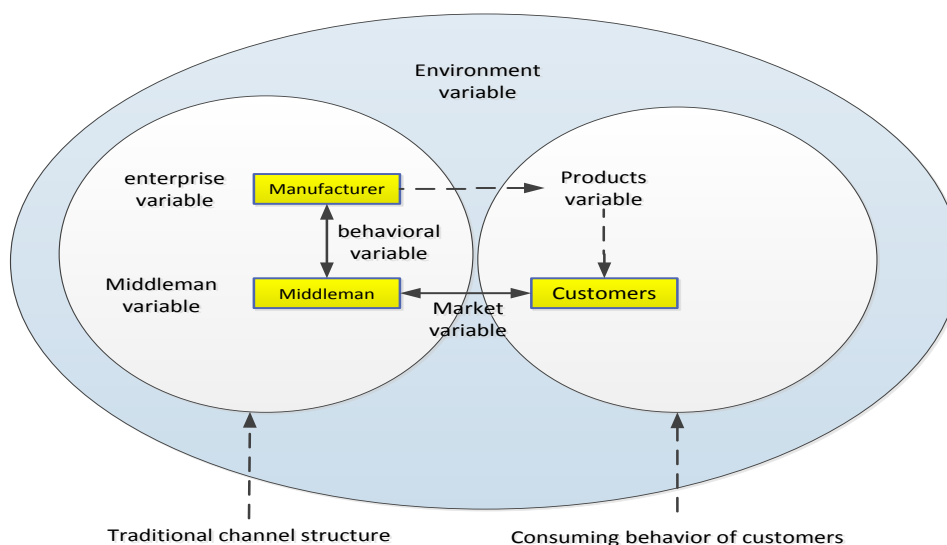 Environment
variable
enterprise
variable
Manufacturer
Products
variable
behavioral
variable
Middleman
variable
Middleman
Market
variable
Customers
Traditional channel structure
Consuming behavior of customers